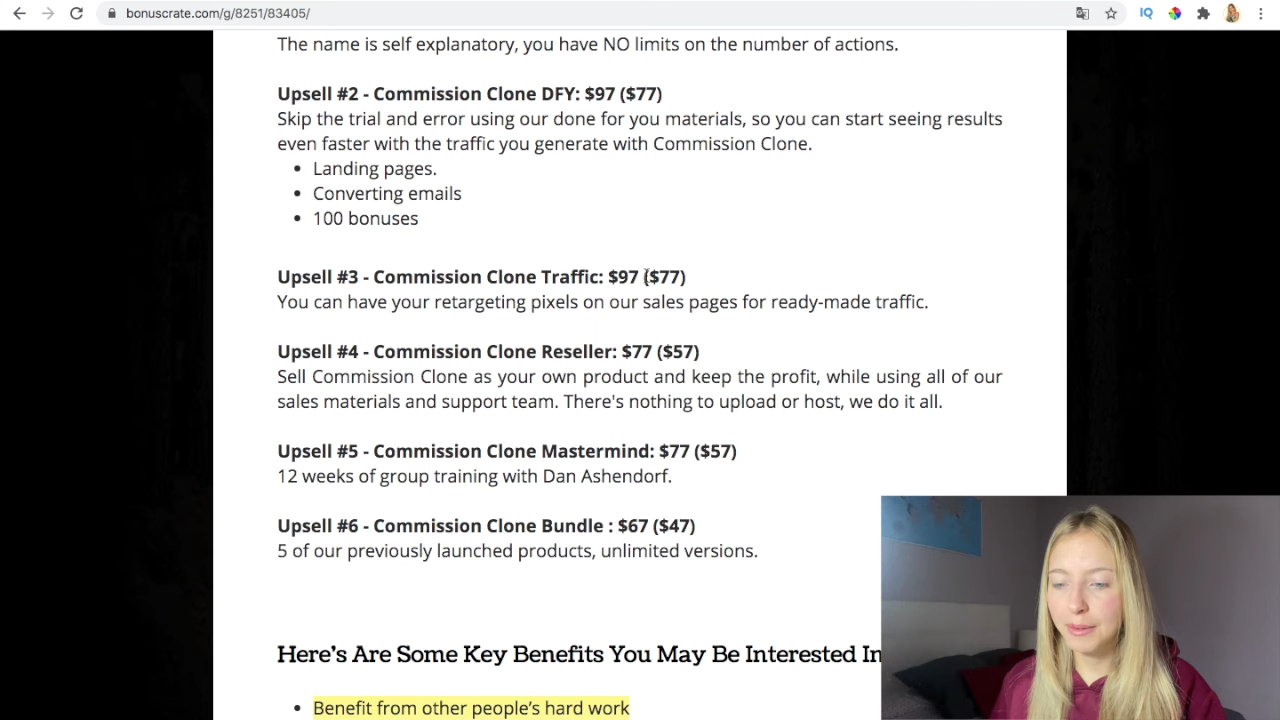 bonuscrate.com/g/8251/83405/
The name is self explanatory, you have NO limits on the number of actions.
Upsell #2 - Commission Clone DFY: $97 ($77)
Skip the trial and error using our done for you materials, so you can start seeing results
even faster with the traffic you generate with Commission Clone.
• Landing pages.
• Converting emails
• 100 bonuses
Upsell #3 - Commission Clone Traffic: $97 ($77)
You can have your retargeting pixels on our sales pages for ready-made traffic.
Upsell #4 - Commission Clone Reseller: $77 ($57)
Sell Commission Clone as your own product and keep the profit, while using all of our
sales materials and support team. There's nothing to upload or host, we do it all.
Upsell #5 - Commission Clone Mastermind: $77 ($57)
12 weeks of group training with Dan Ashendorf.
Upsell #6 - Commission Clone Bundle : $67 ($47)
5 of our previously launched products, unlimited versions.
Here’s Are Some Key Benefits You May Be Interested In
• Benefit from other people’s hard work